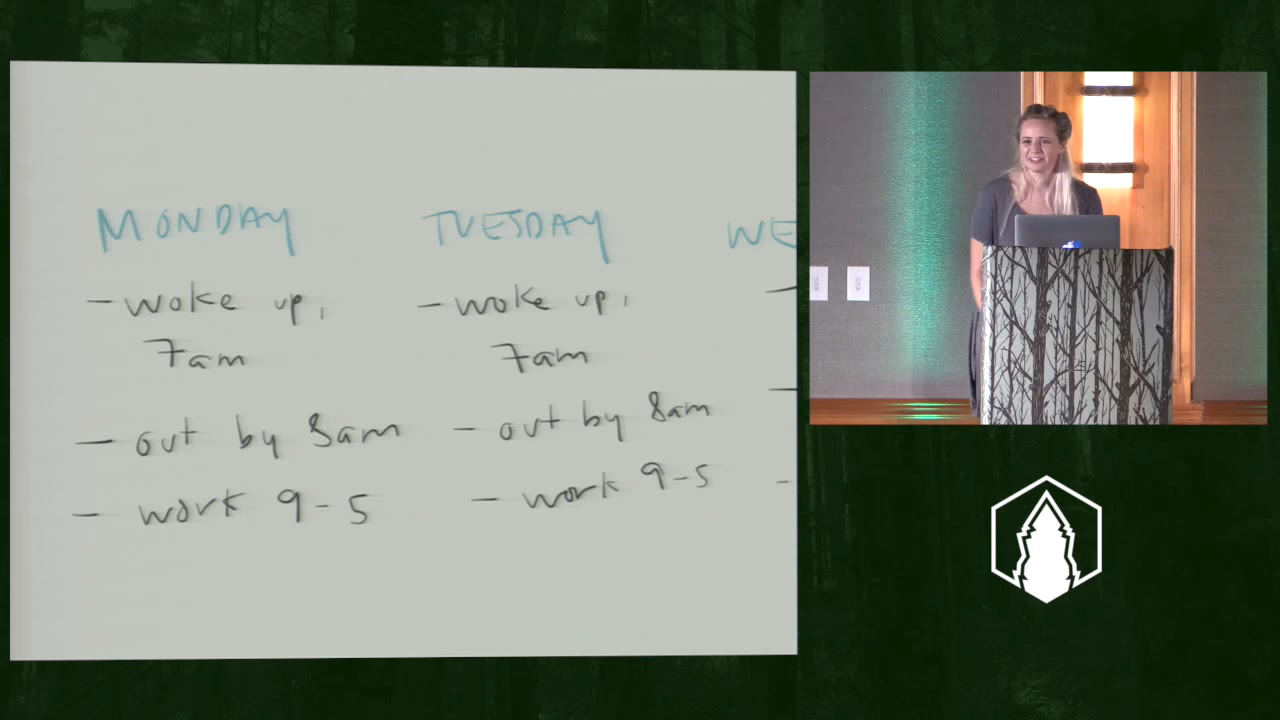 MONDAY
- woke up,
7am
- out by 8am
- work 9-5
TUESDAY
- woke up,
7am
- out by 8am
- work 9-5
WE
-
-
-